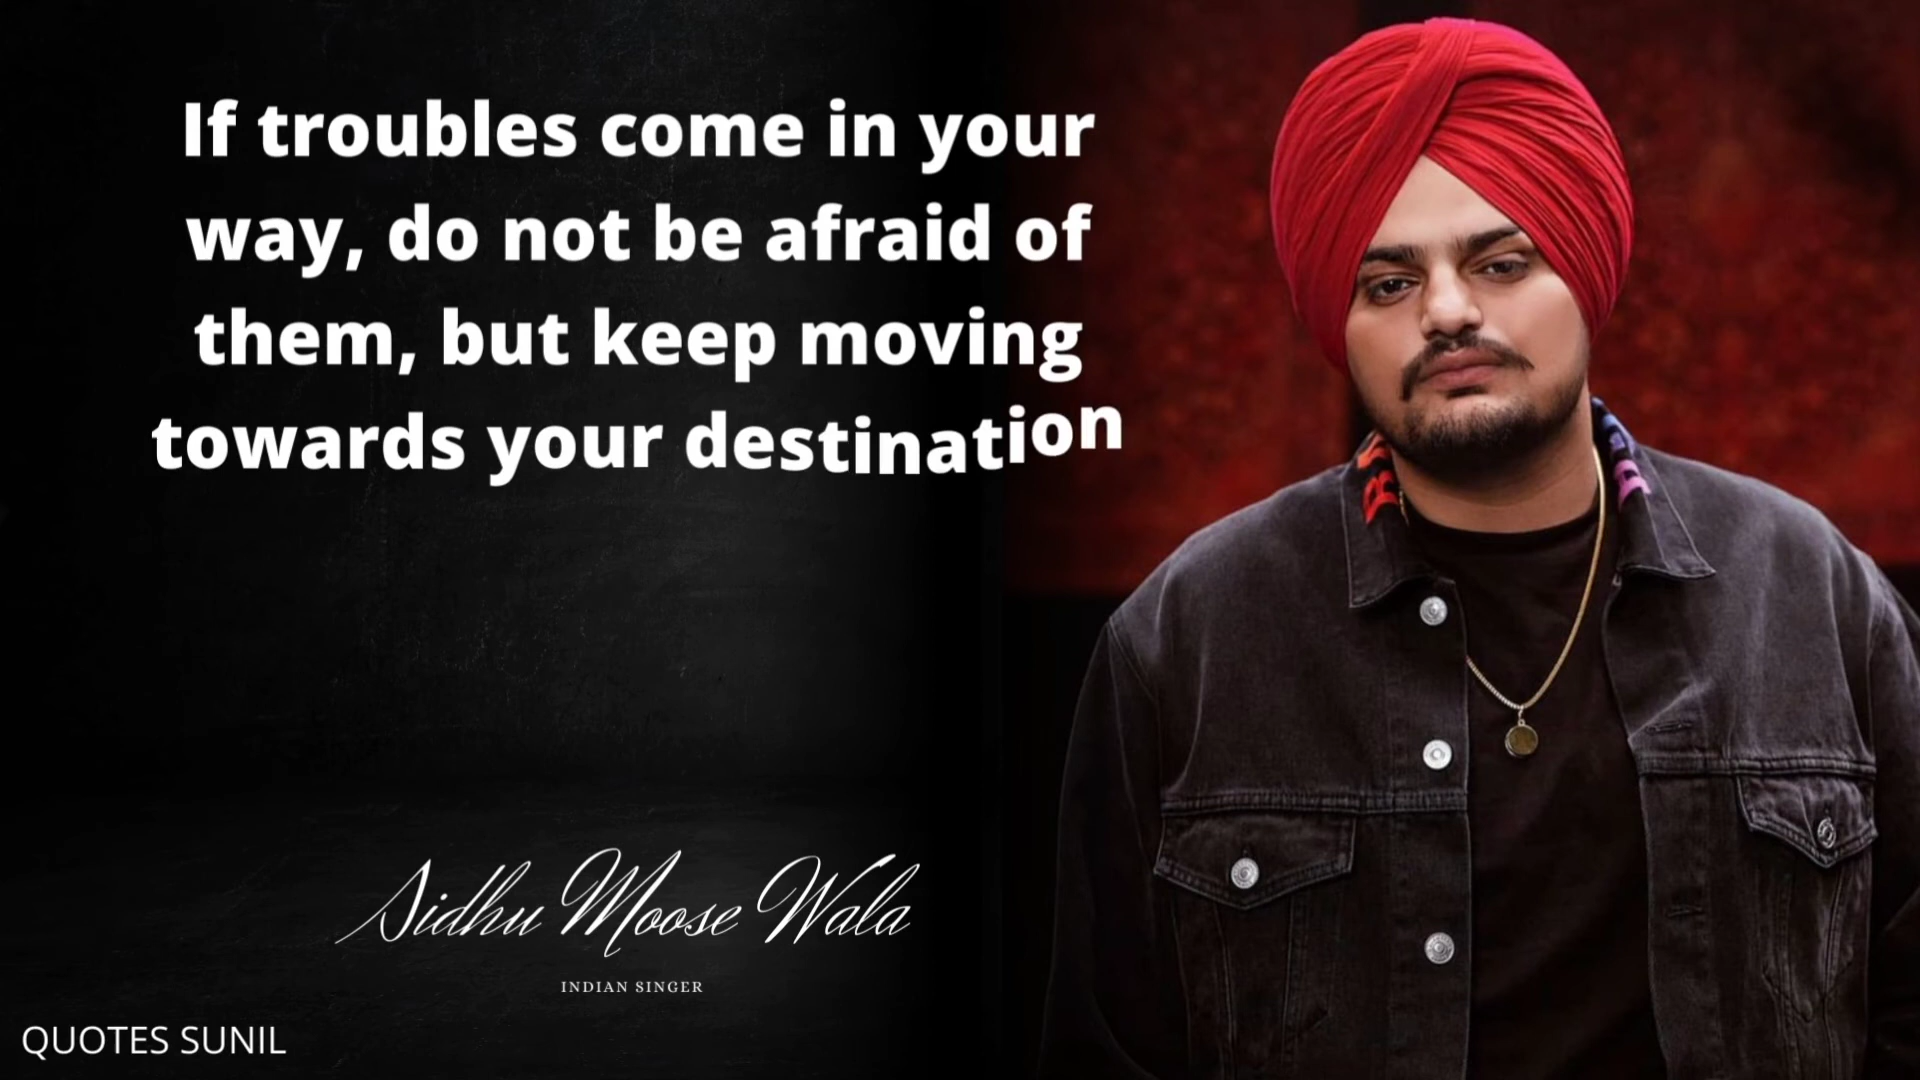 If troubles come in your
way, do not be afraid of
them, but keep moving
towards your destination
Sidhu Moose Wala
INDIAN SINGER
QUOTES SUNIL